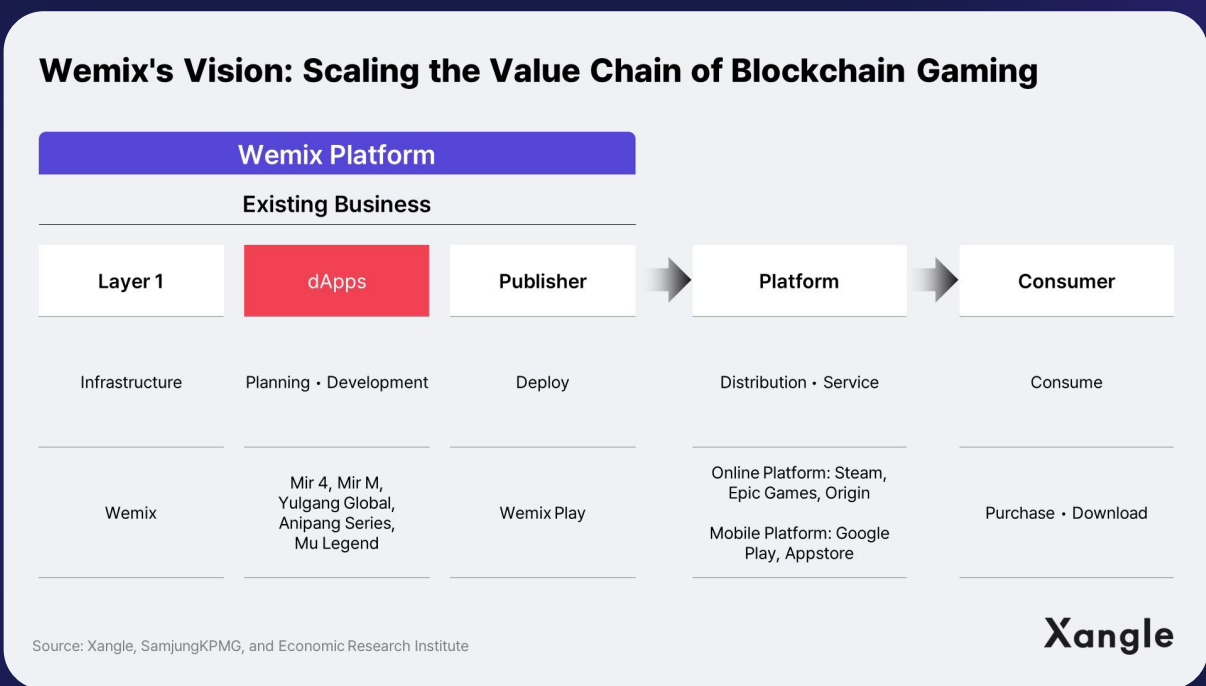 Wemix's Vision: Scaling the Value Chain of Blockchain Gaming
Wemix Platform
Existing Business
Layer 1
dApps
Publisher
Platform
Consumer
Infrastructure
Planning • Development
Deploy
Distribution • Service
Consume
Wemix
Mir 4, Mir M,
Yulgang Global,
Anipang Series,
Mu Legend
Wemix Play
Online Platform: Steam,
Epic Games, Origin
Mobile Platform: Google
Play, Appstore
Purchase • Download
Source: Xangle, SamjungKPMG, and Economic Research Institute
Xangle